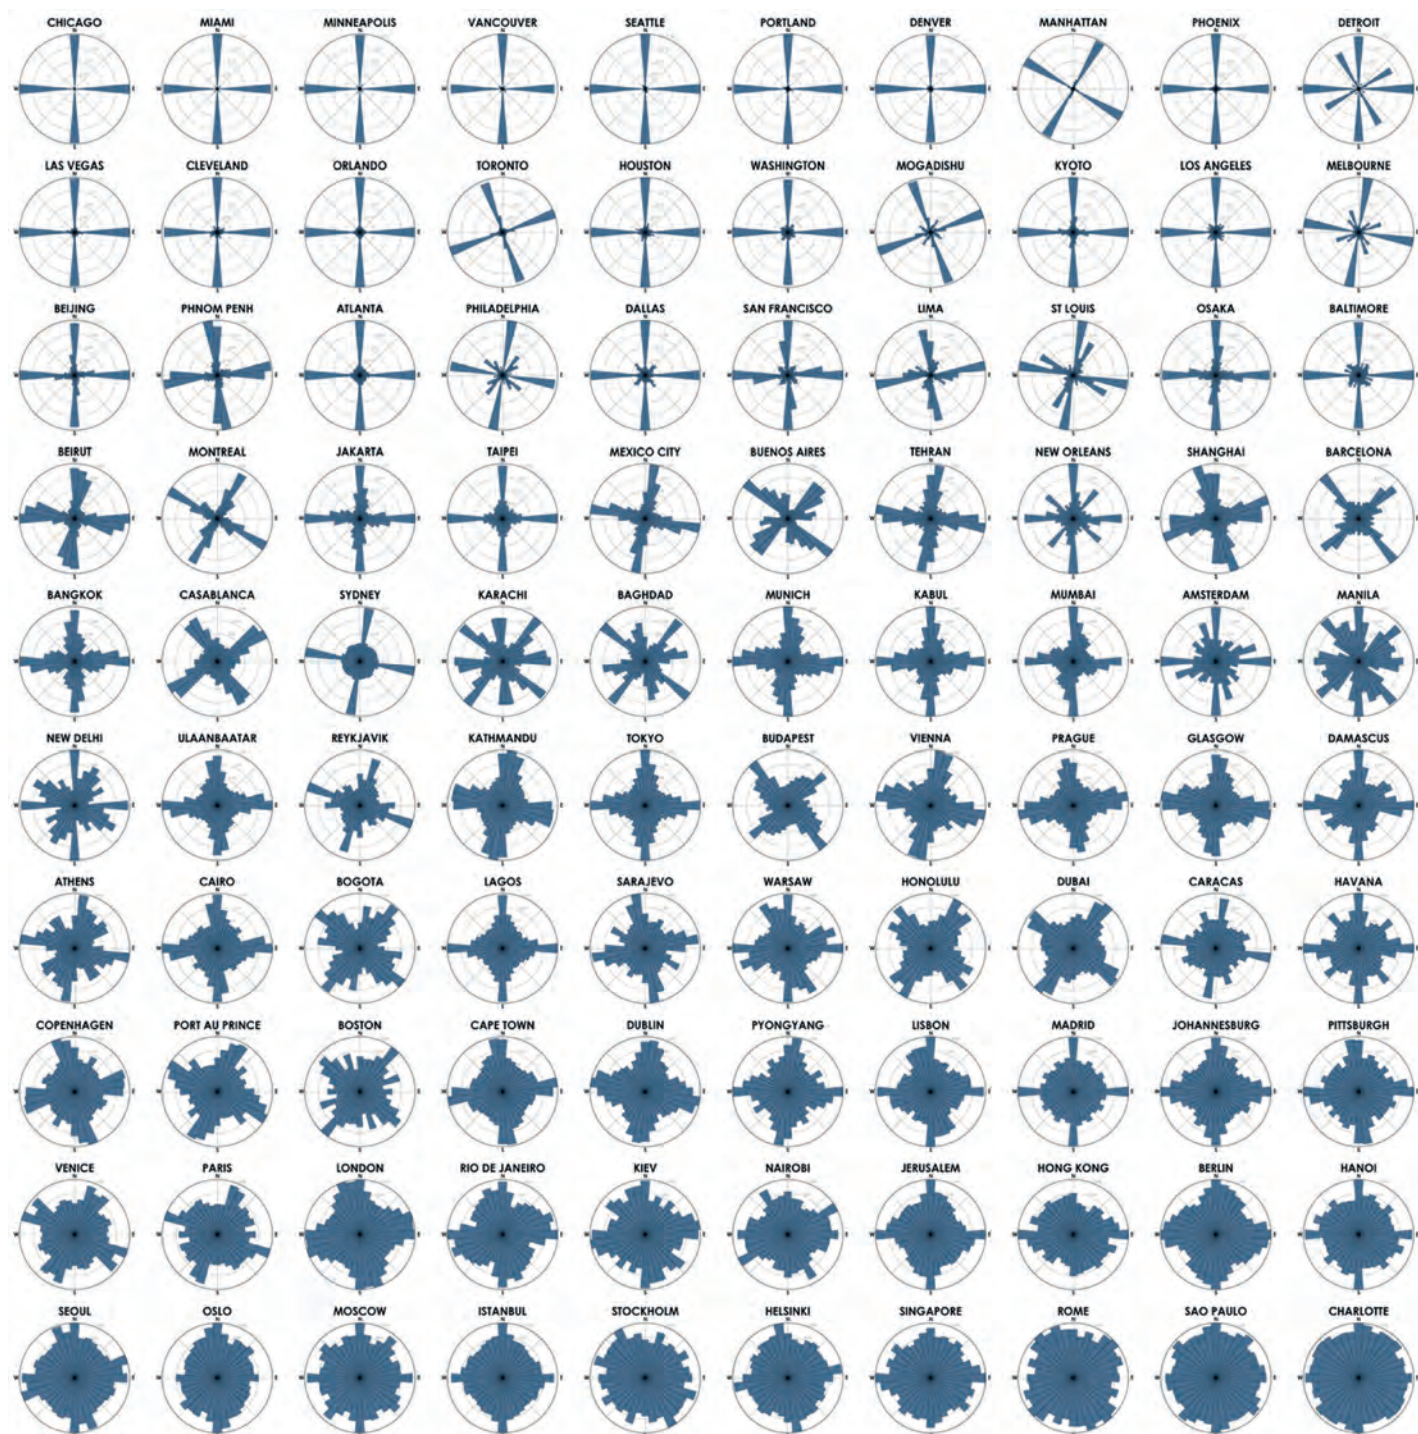 CHICAGO MIAMI MINNEAPOLIS VANCOUVER SEATTLE PORTLAND DENVER MANHATTAN PHOENIX DETROIT
N N N N N N N N N N
W E W E W E W E W E W E W E W E W E W E
S S S S S S S S S S
LAS VEGAS CLEVELAND ORLANDO TORONTO HOUSTON WASHINGTON MOGADISHU KYOTO LOS ANGELES MELBOURNE
N N N N N N N N N N
W E W E W E W E W E W E W E W E W E W E
S S S S S S S S S S
BEIJING PHNOM PENH ATLANTA PHILADELPHIA DALLAS SAN FRANCISCO LIMA ST LOUIS OSAKA BALTIMORE
N N N N N N N N N N
W E W E W E W E W E W E W E W E W E W E
S S S S S S S S S S
BEIRUT MONTREAL JAKARTA TAIPEI MEXICO CITY BUENOS AIRES TEHRAN NEW ORLEANS SHANGHAI BARCELONA
N N N N N N N N N N
W E W E W E W E W E W E W E W E W E W E
S S S S S S S S S S
BANGKOK CASABLANCA SYDNEY KARACHI BAGHDAD MUNICH KABUL MUMBAI AMSTERDAM MANILA
N N N N N N N N N N
W E W E W E W E W E W E W E W E W E W E
S S S S S S S S S S
NEW DELHI ULAANBAATAR REYKJAVIK KATHMANDU TOKYO BUDAPEST VIENNA PRAGUE GLASGOW DAMASCUS
N N N N N N N N N N
W E W E W E W E W E W E W E W E W E W E
S S S S S S S S S S
ATHENS CAIRO BOGOTA LAGOS SARAJEVO WARSAW HONOLULU DUBAI CARACAS HAVANA
N N N N N N N N N N
W E W E W E W E W E W E W E W E W E W E
S S S S S S S S S S
COPENHAGEN PORT AU PRINCE BOSTON CAPE TOWN DUBLIN PYONGYANG LISBON MADRID JOHANNESBURG PITTSBURGH
N N N N N N N N N N
W E W E W E W E W E W E W E W E W E W E
S S S S S S S S S S
VENICE PARIS LONDON RIO DE JANEIRO KIEV NAIROBI JERUSALEM HONG KONG BERLIN HANOI
N N N N N N N N N N
W E W E W E W E W E W E W E W E W E W E
S S S S S S S S S S
SEOUL OSLO MOSCOW ISTANBUL STOCKHOLM HELSINKI SINGAPORE ROME SAO PAULO CHARLOTTE
N N N N N N N N N N
W E W E W E W E W E W E W E W E W E W E